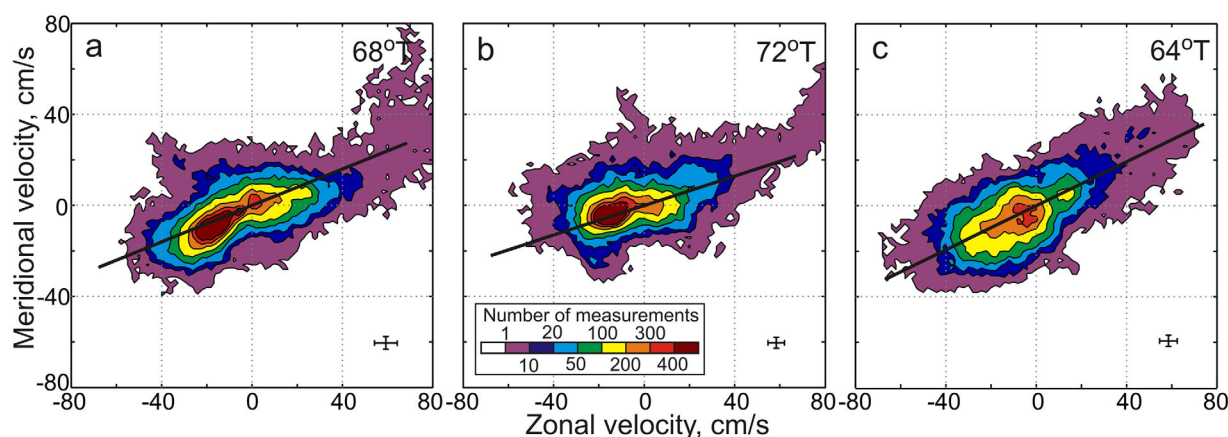 Meridional velocity, cm/s
80
40
0
-40
-80
a
68°T
b
72°T
c
64°T
Number of measurements
1 20 100 300
10 50 200 400
-80 -40 0 40 80
-80 -40 0 40 80
-80 -40 0 40 80
Zonal velocity, cm/s